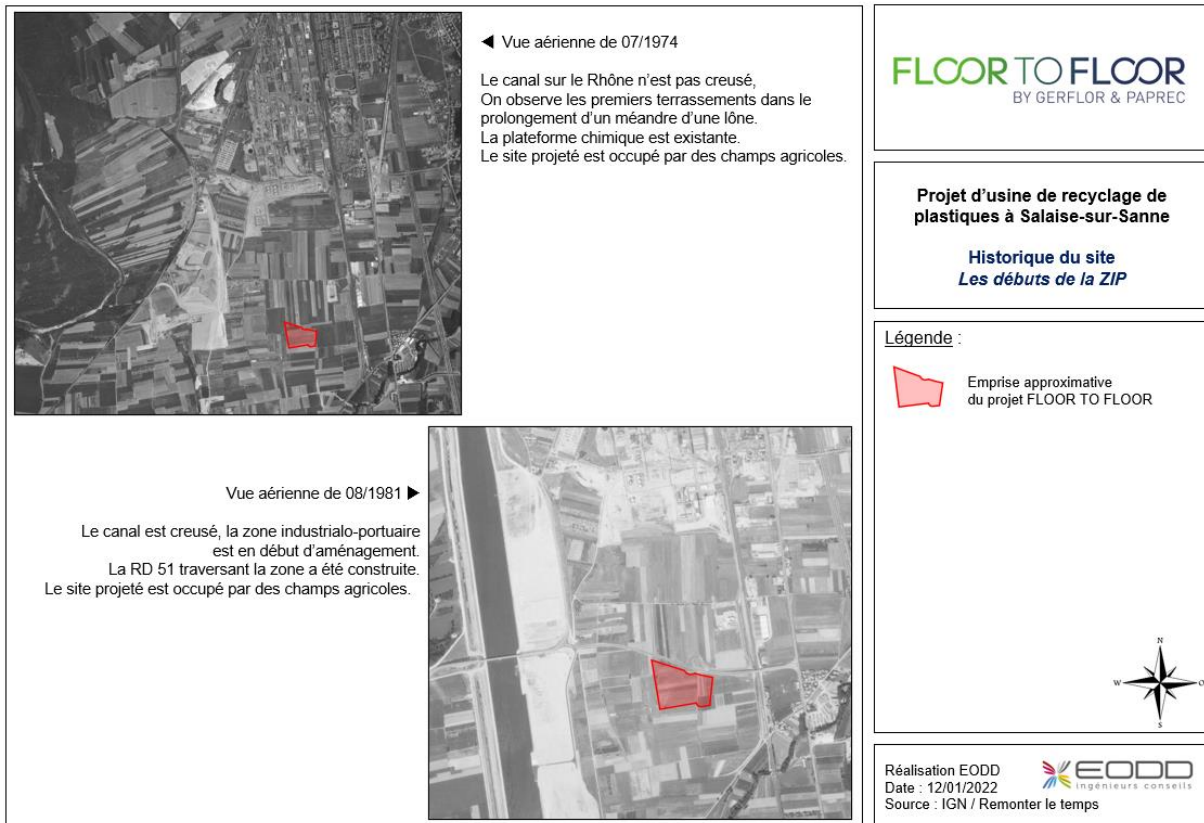 ◄ Vue aérienne de 07/1974
Le canal sur le Rhône n'est pas creusé,
On observe les premiers terrassements dans le
prolongement d'un méandre d'une lône.
La plateforme chimique est existante.
Le site projeté est occupé par des champs agricoles.
Vue aérienne de 08/1981 ►
Le canal est creusé, la zone industrialo-portuaire
est en début d'aménagement.
La RD 51 traversant la zone a été construite.
Le site projeté est occupé par des champs agricoles.
FLOOR TO FLOOR
BY GERFLOR & PAPREC
Projet d'usine de recyclage de
plastiques à Salaise-sur-Sanne
Historique du site
Les débuts de la ZIP
Légende :
Emprise approximative
du projet FLOOR TO FLOOR
N
W O
S
Réalisation EODD
Date : 12/01/2022
Source : IGN / Remonter le temps
EODD
ingénieurs conseils